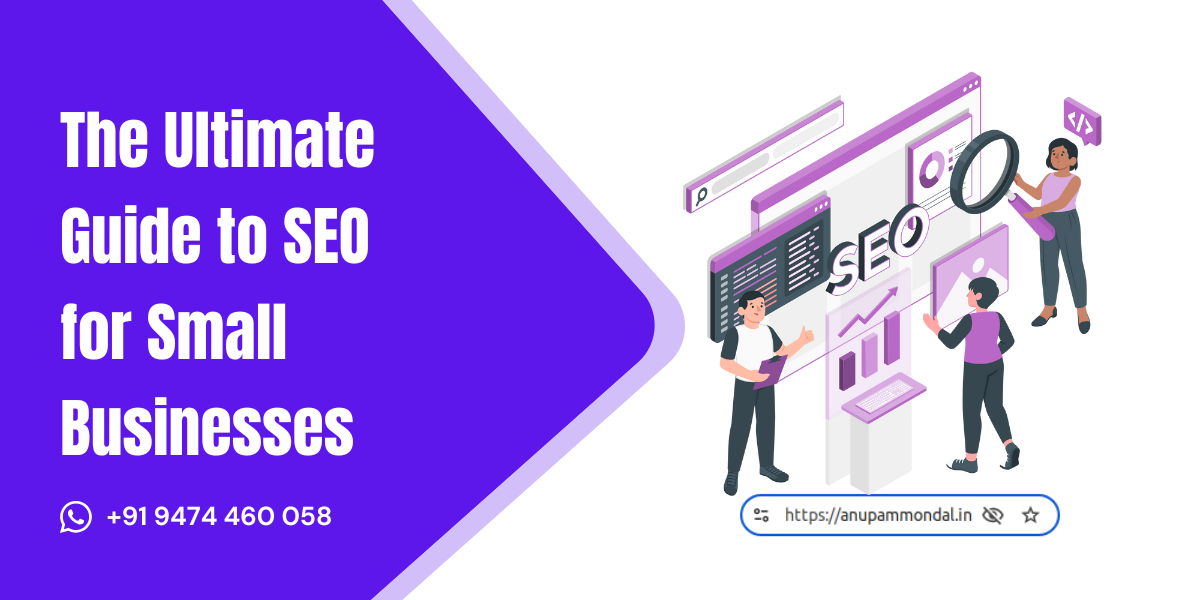 The Ultimate
Guide to SEO
for Small
Businesses
+91 9474 460 058
</>
SEO
https://anupammondal.in